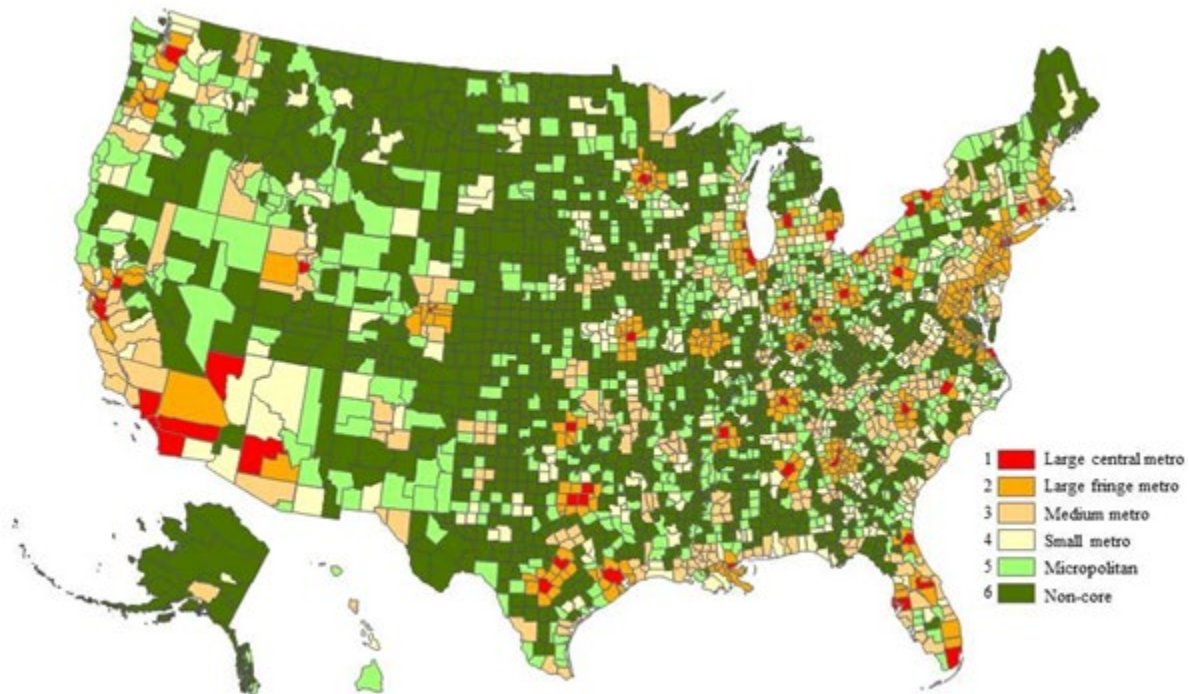 1 Large central metro
2 Large fringe metro
3 Medium metro
4 Small metro
5 Micropolitan
6 Non-core